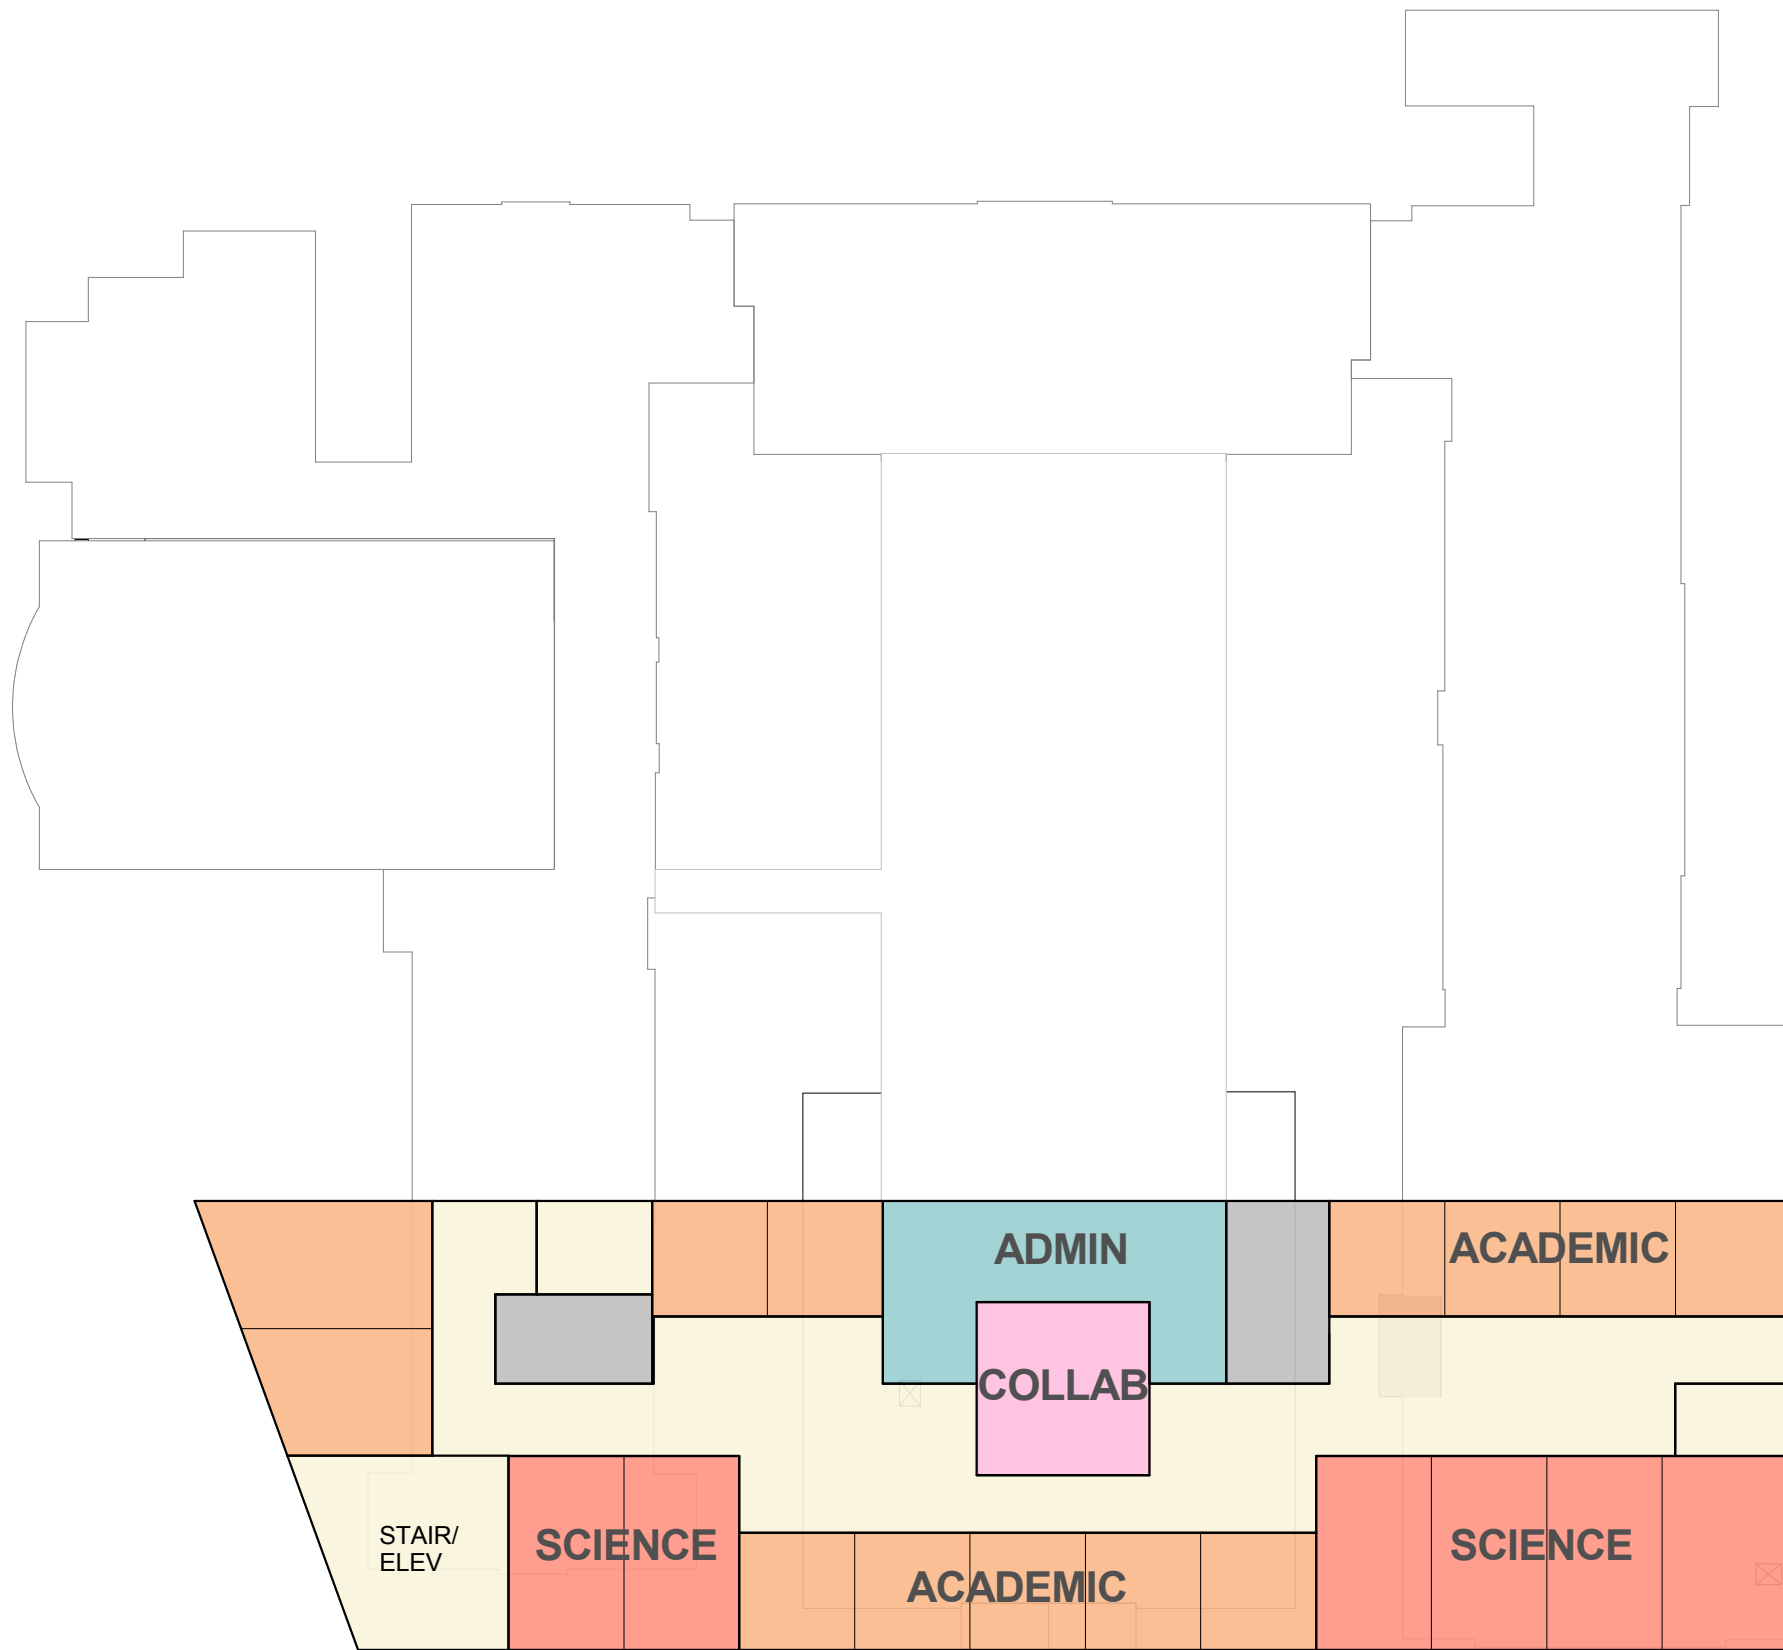 ADMIN
ACADEMIC
COLLAB
STAIR/
ELEV
SCIENCE
SCIENCE
ACADEMIC